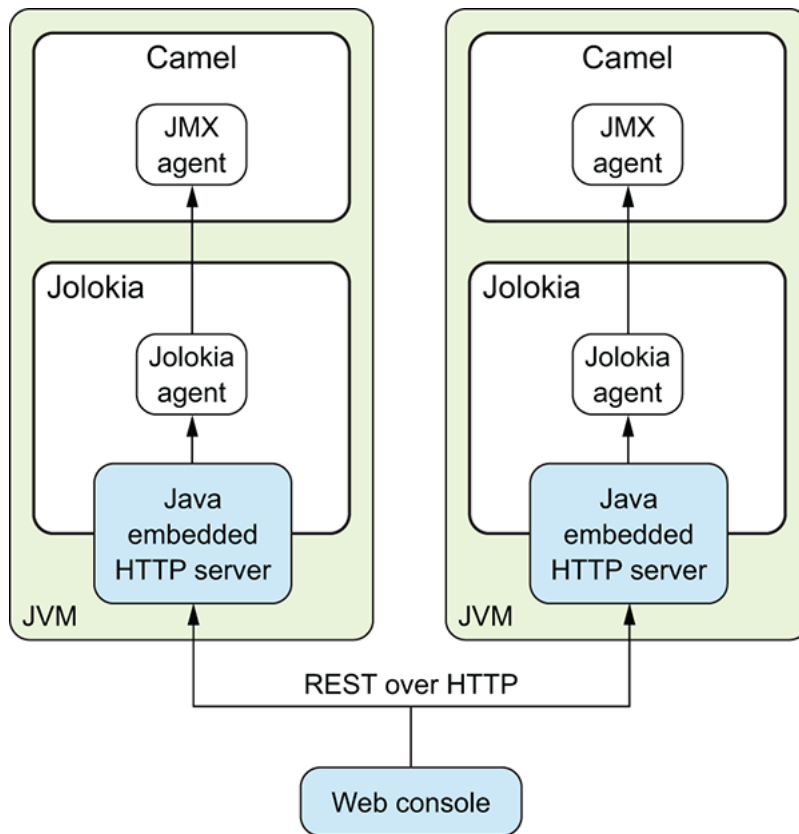 Camel
JMX
agent
Jolokia
Jolokia
agent
Java
embedded
HTTP server
JVM
Camel
JMX
agent
Jolokia
Jolokia
agent
Java
embedded
HTTP server
JVM
REST over HTTP
Web console